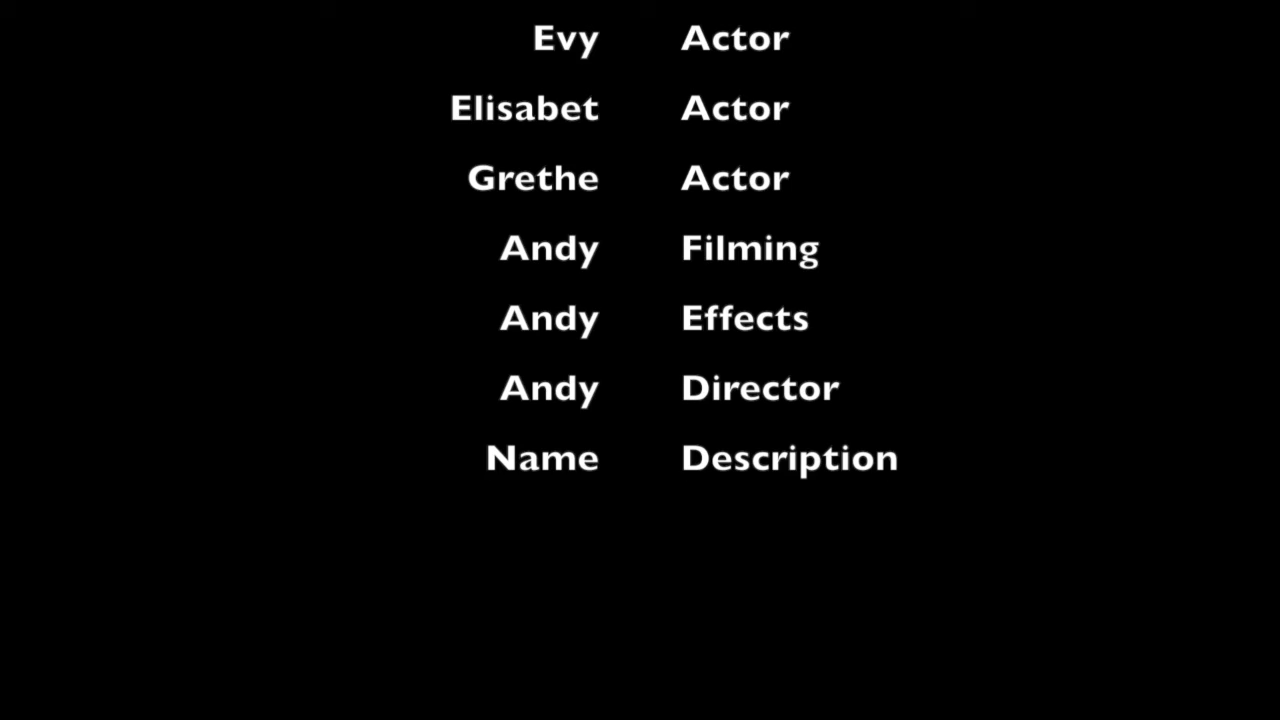 Evy Actor
Elisabet Actor
Grethe Actor
Andy Filming
Andy Effects
Andy Director
Name Description